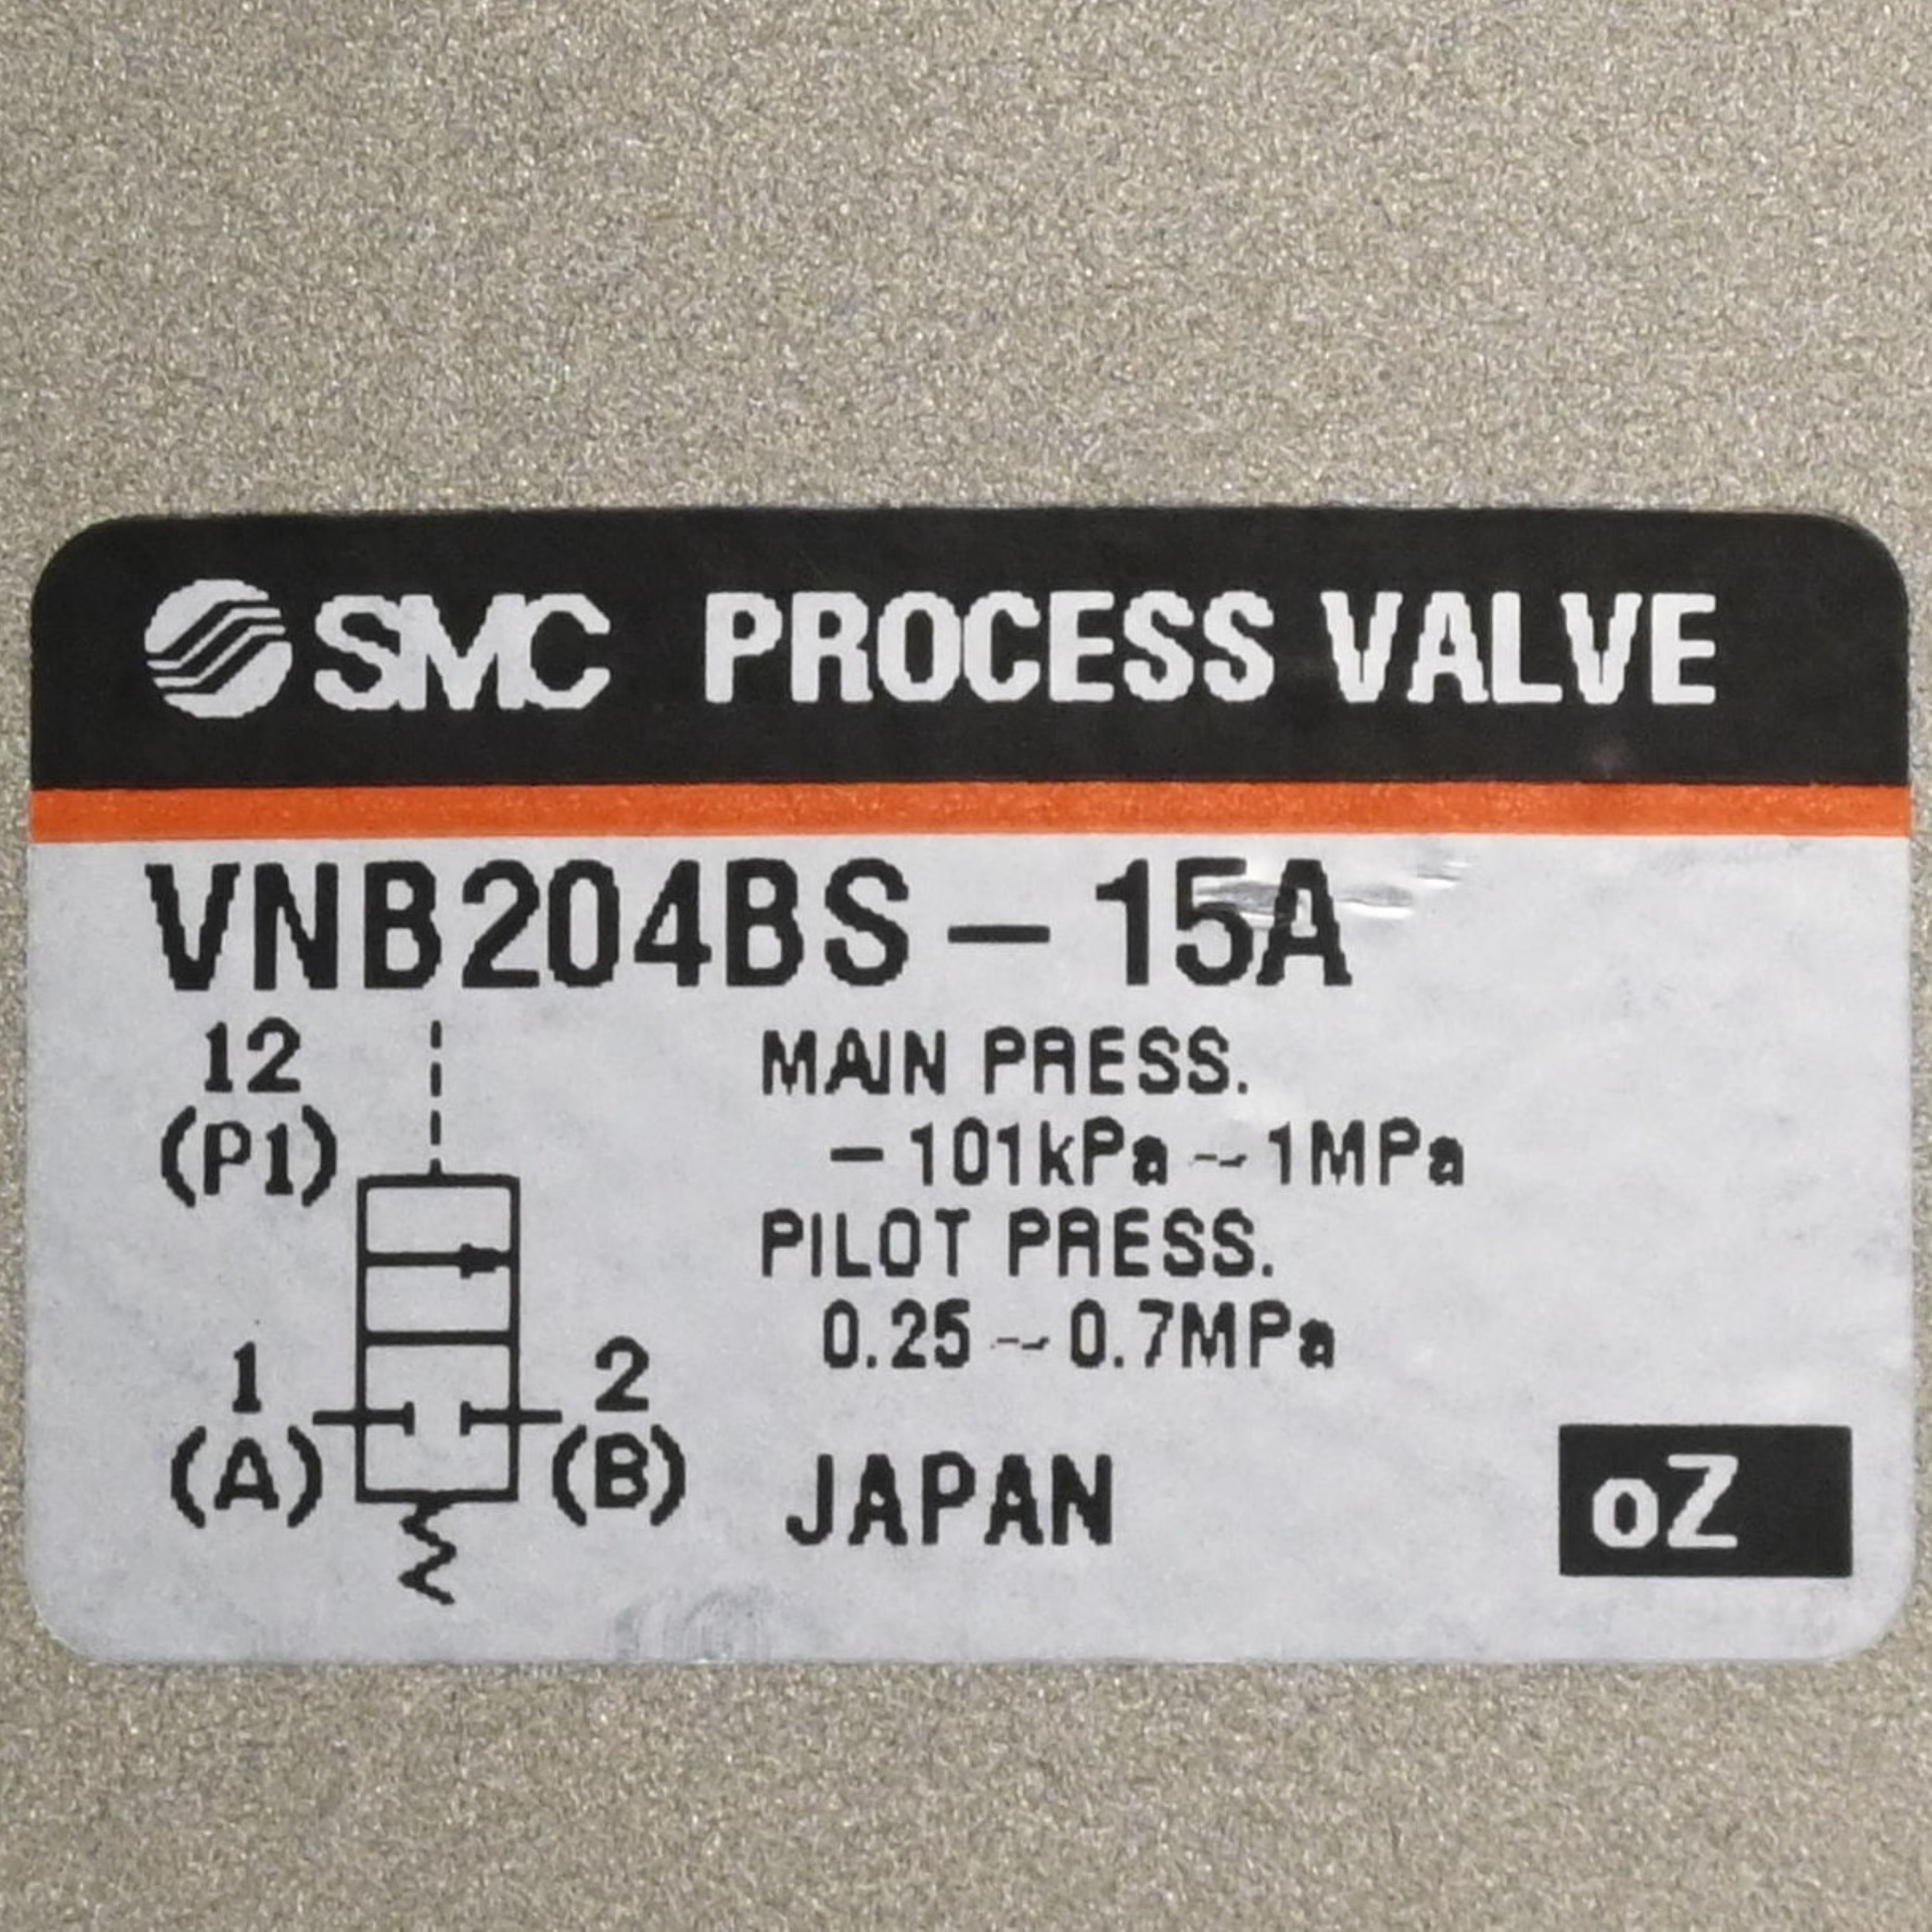 SMC PROCESS VALVE
VNB204BS-15A
12
(P1)
MAIN PRESS.
-101kPa~1MPa
PILOT PRESS.
0.25~0.7MPa
1
(A)
2
(B)
JAPAN
oZ